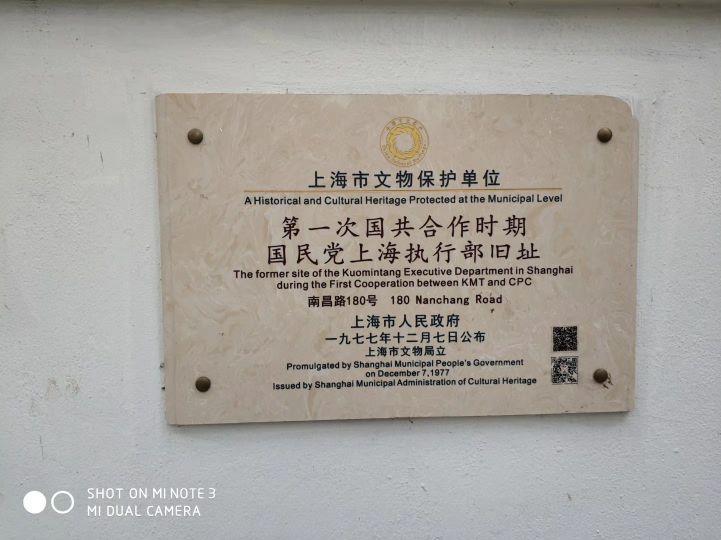 上海市文物保护单位
A Historical and Cultural Heritage Protected at the Municipal Level
第一次国共合作时期
国民党上海执行部旧址
The former site of the Kuomintang Executive Department in Shanghai
during the First Cooperation between KMT and CPC
南昌路180号 180 Nanchang Road
上海市人民政府
一九七七年十二月七日公布
上海市文物局立
Promulgated by Shanghai Municipal People's Government
on December 7,1977
Issued by Shanghai Municipal Administration of Cultural Heritage
SHOT ON MI NOTE 3
MI DUAL CAMERA